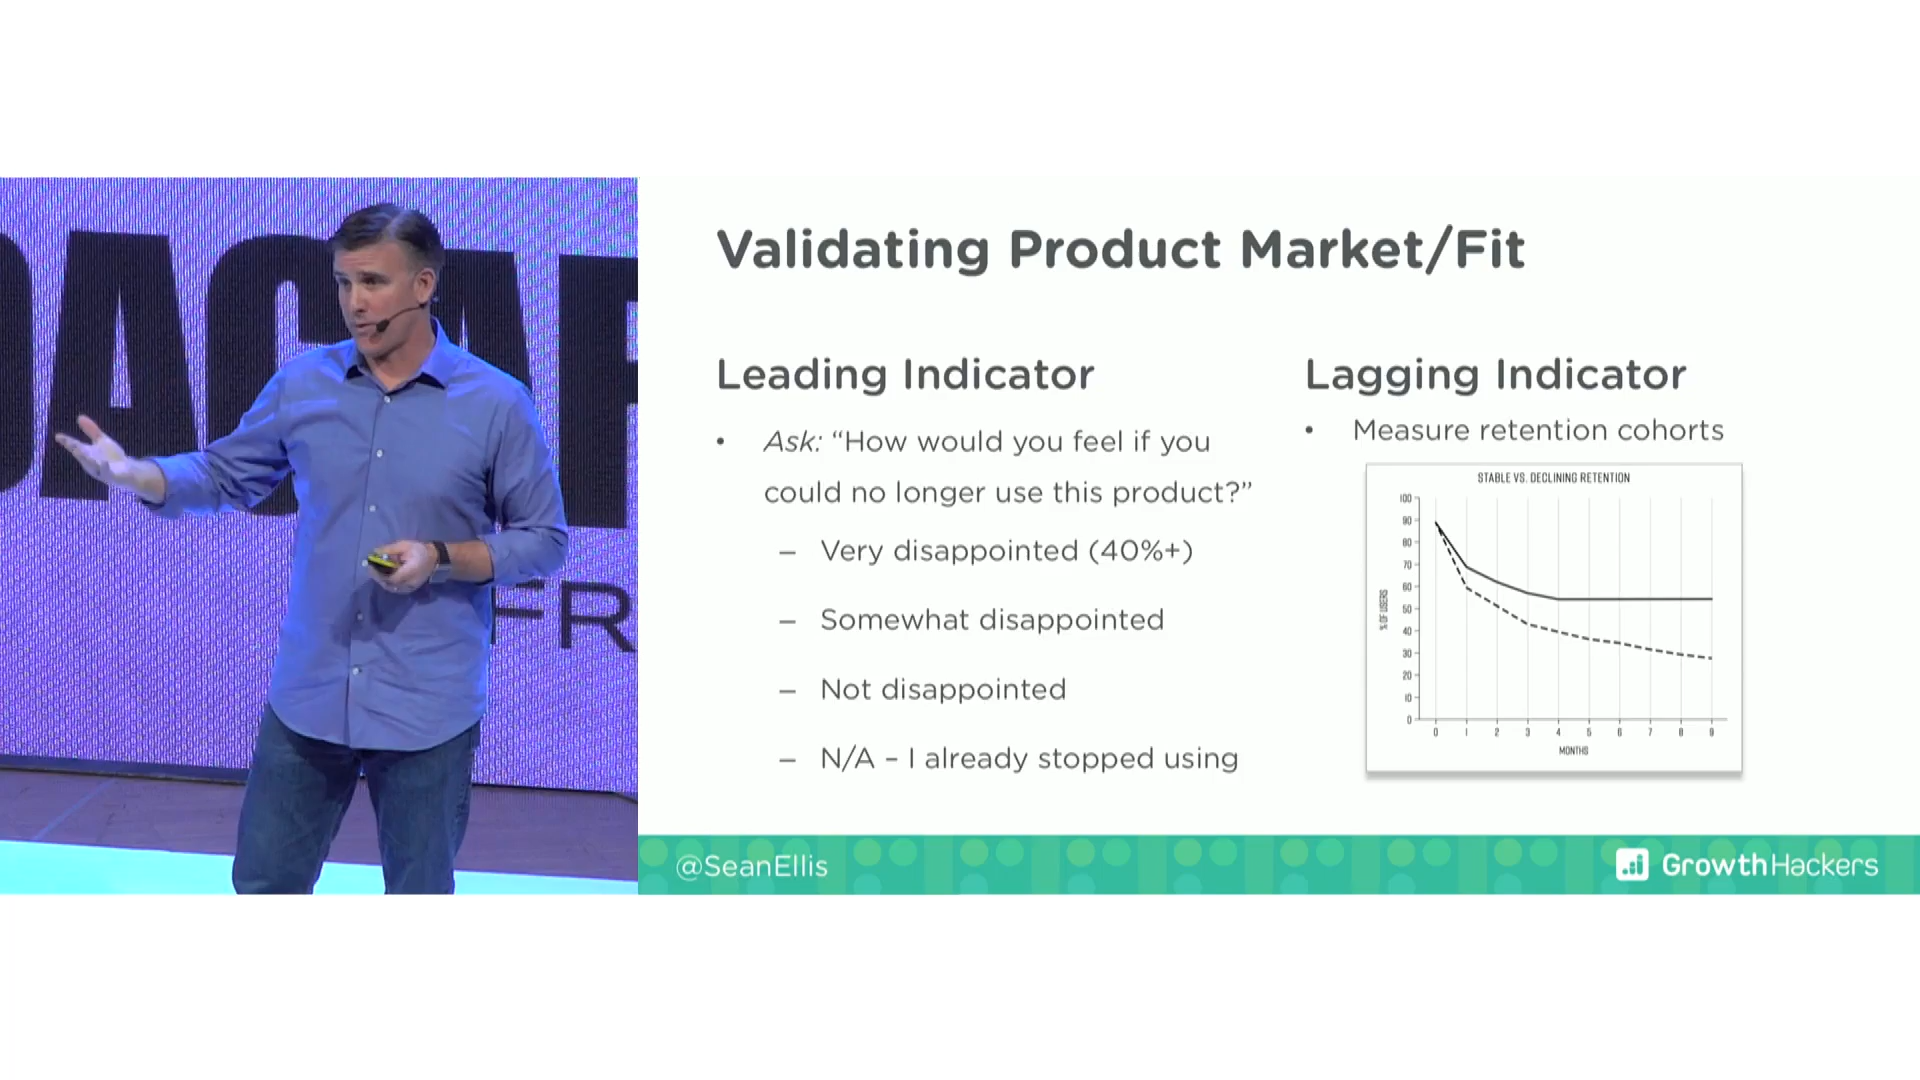 DACAR
FR
Validating Product Market/Fit
Leading Indicator
• Ask: “How would you feel if you
could no longer use this product?”
– Very disappointed (40%+)
– Somewhat disappointed
– Not disappointed
– N/A – I already stopped using
Lagging Indicator
• Measure retention cohorts
STABLE VS. DECLINING RETENTION
% OF USERS
100
90
80
70
60
50
40
30
20
10
0
0 1 2 3 4 5 6 7 8 9
MONTHS
@SeanEllis
GrowthHackers